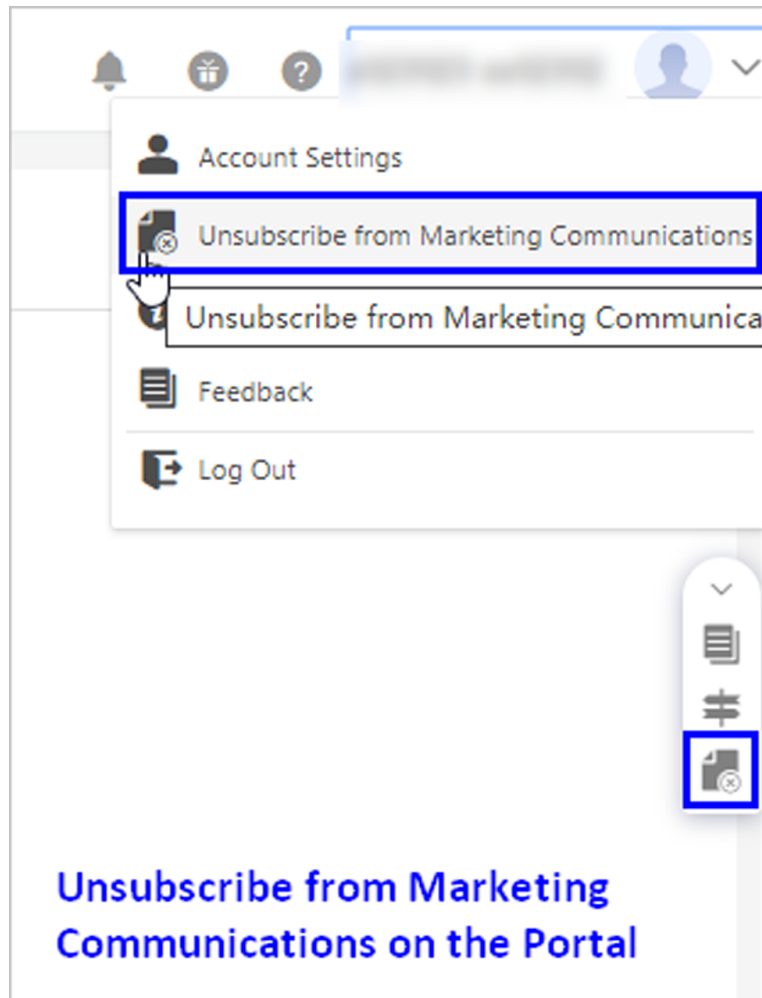 ?
Account Settings
Unsubscribe from Marketing Communications
Unsubscribe from Marketing Communica
Feedback
Log Out
Unsubscribe from Marketing
Communications on the Portal